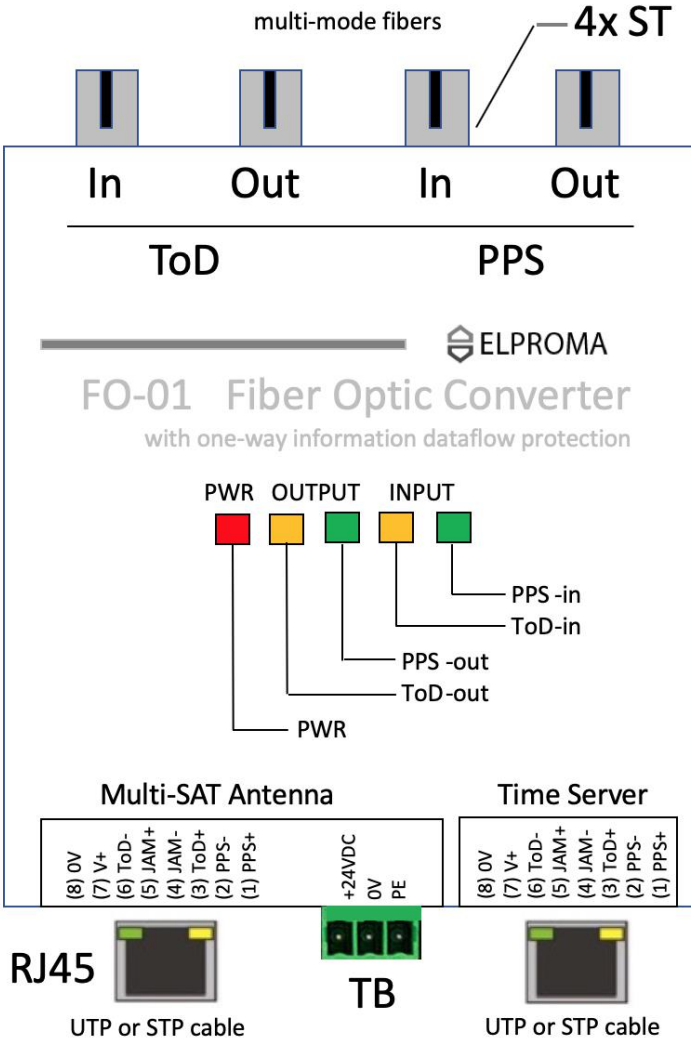 multi-mode fibers
4x ST
In Out In Out
ToD PPS
ELPROMA
FO-01 Fiber Optic Converter
with one-way information dataflow protection
PWR OUTPUT INPUT
PPS -in
ToD-in
PPS -out
ToD-out
PWR
Multi-SAT Antenna
Time Server
(8) 0V
(7) V+
(6) ToD-
(5) JAM+
(4) JAM-
(3) ToD+
(2) PPS-
(1) PPS+
+24VDC
0V
PE
(8) 0V
(7) V+
(6) ToD-
(5) JAM+
(4) JAM-
(3) ToD+
(2) PPS-
(1) PPS+
RJ45
TB
UTP or STP cable
UTP or STP cable